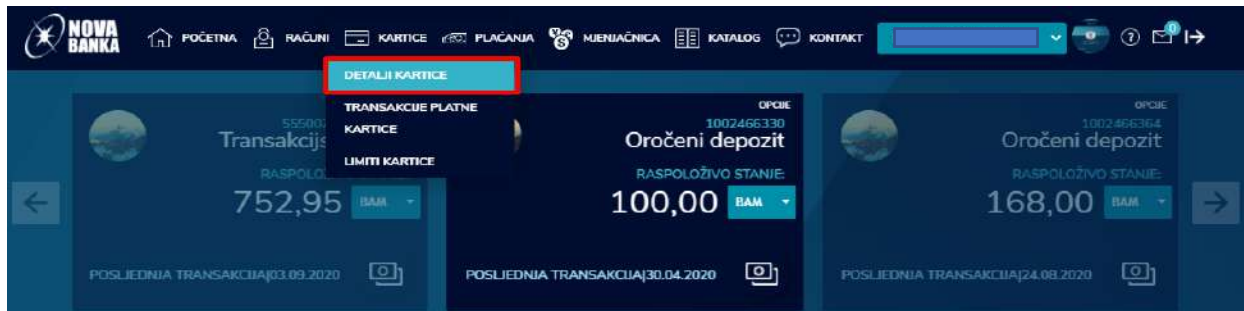 NOVA BANKA
POČETNA RAČUNI KARTICE PLAĆANJA MJENJAČNICA KATALOG KONTAKT 0
DETALJI KARTICE
TRANSAKCIJE PLATNE
KARTICE
LIMITI KARTICE
OPCIJE
OPCIJE
1002466330
1002466364
Oročeni depozit
Oročeni depozit
RASPOLOŽIVO STANJE:
RASPOLOŽIVO STANJE:
752,95 BAM
100,00 BAM
168,00 BAM
POSLJEDNJA TRANSAKCIJA|03.09.2020
POSLJEDNJA TRANSAKCIJA|30.04.2020
POSLJEDNJA TRANSAKCIJA|24.08.2020